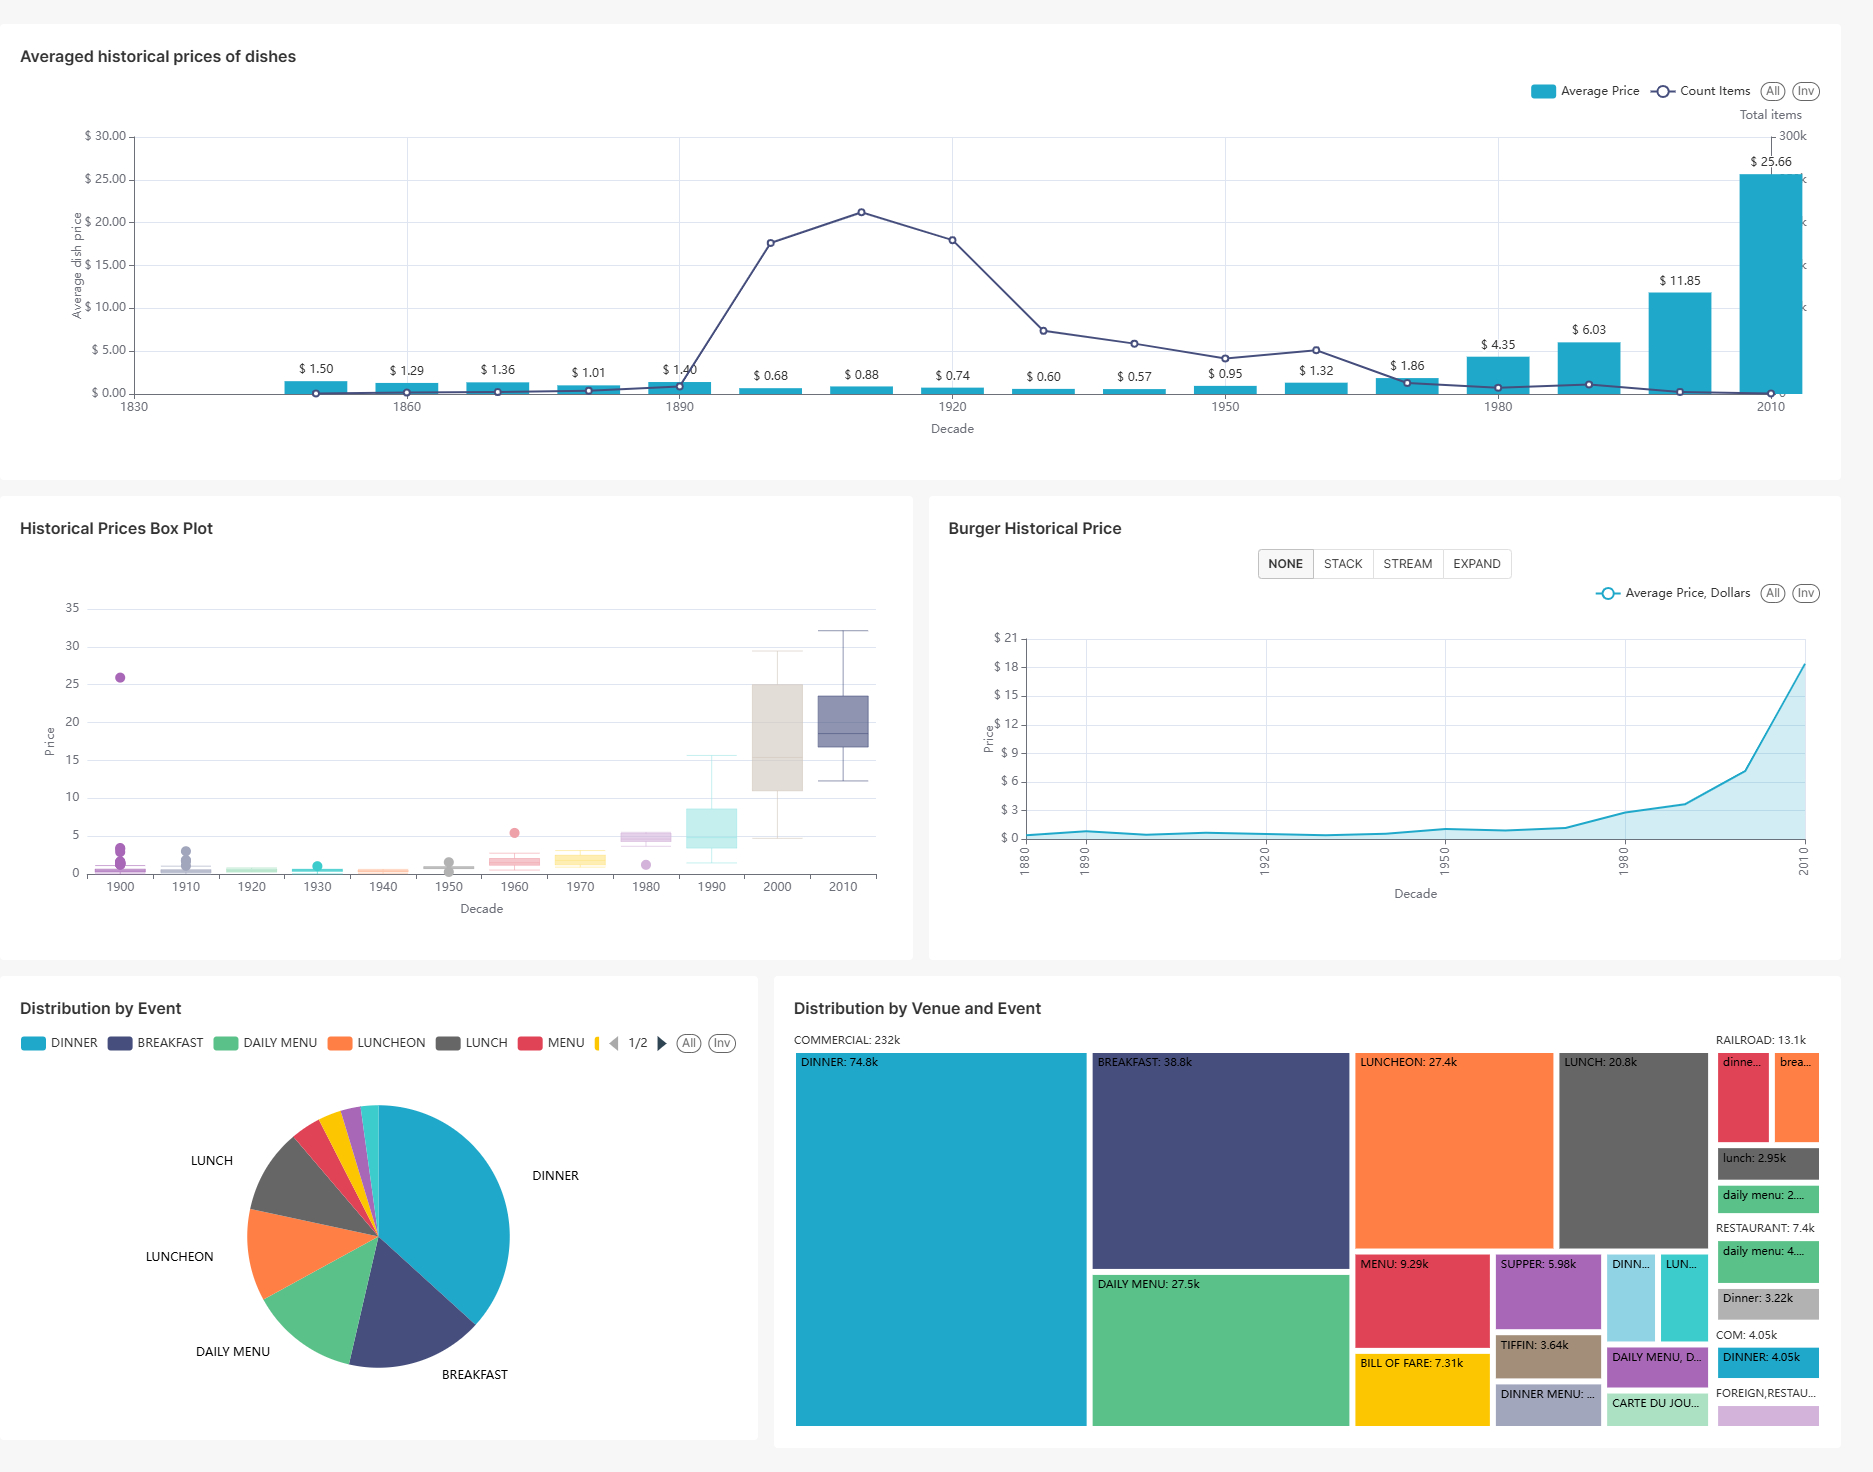 Averaged historical prices of dishes
Average Price Count Items All Inv
Total items
$ 30.00
$ 25.00
$ 20.00
$ 15.00
$ 10.00
$ 5.00
$ 0.00
Average dish price
300k
$ 1.50 $ 1.29 $ 1.36 $ 1.01 $ 1.40 $ 0.68 $ 0.88 $ 0.74 $ 0.60 $ 0.57 $ 0.95 $ 1.32 $ 1.86 $ 4.35 $ 6.03 $ 11.85 $ 25.66
1830 1860 1890 1920 1950 1980 2010
Decade
Historical Prices Box Plot
35
30
25
20
15
10
5
0
Price
1900 1910 1920 1930 1940 1950 1960 1970 1980 1990 2000 2010
Decade
Burger Historical Price
NONE STACK STREAM EXPAND
Average Price, Dollars All Inv
$ 21
$ 18
$ 15
$ 12
$ 9
$ 6
$ 3
$ 0
Price
1880 1890 1920 1950 1980 2010
Decade
Distribution by Event
DINNER BREAKFAST DAILY MENU LUNCHEON LUNCH MENU 1/2 All Inv
LUNCH
DINNER
LUNCHEON
DAILY MENU
BREAKFAST
Distribution by Venue and Event
COMMERCIAL: 232k
DINNER: 74.8k
BREAKFAST: 38.8k
DAILY MENU: 27.5k
LUNCHEON: 27.4k
LUNCH: 20.8k
MENU: 9.29k
BILL OF FARE: 7.31k
SUPPER: 5.98k
TIFFIN: 3.64k
DINNER MENU: ...
DINN...
LUN...
DAILY MENU, D...
CARTE DU JOU...
RAILROAD: 13.1k
dinne...
brea...
lunch: 2.95k
daily menu: 2....
RESTAURANT: 7.4k
daily menu: 4....
Dinner: 3.22k
COM: 4.05k
DINNER: 4.05k
FOREIGN,RESTAU...